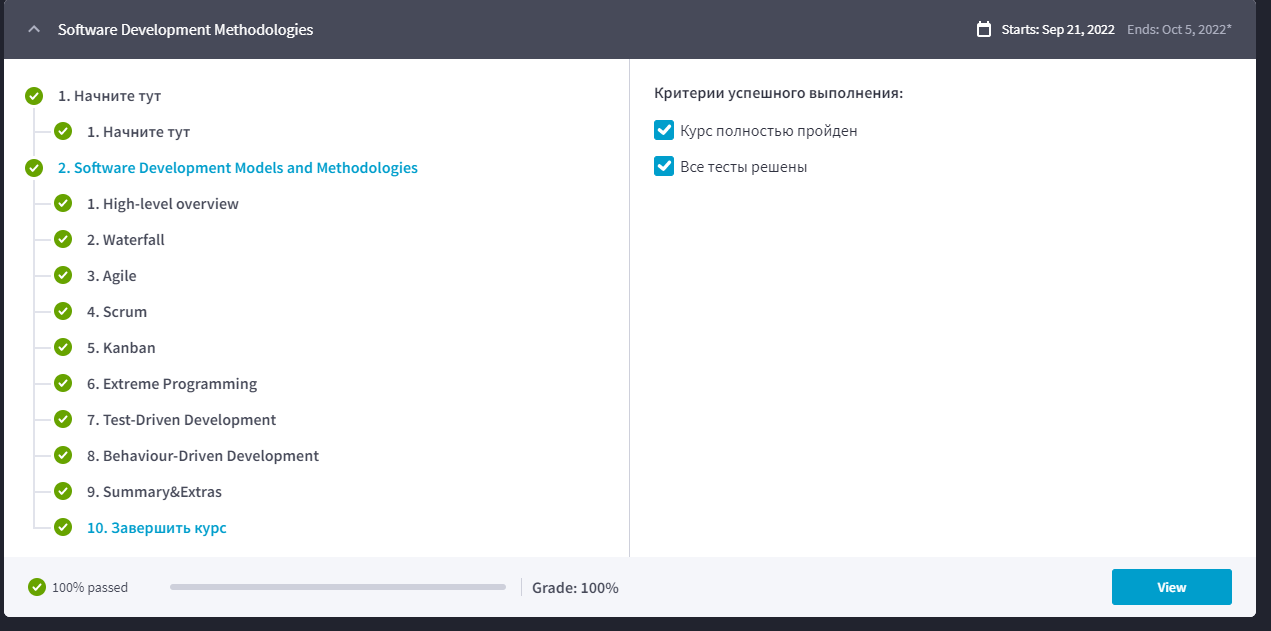 Software Development Methodologies
Starts: Sep 21, 2022 Ends: Oct 5, 2022*
1. Начните тут
1. Начните тут
2. Software Development Models and Methodologies
1. High-level overview
2. Waterfall
3. Agile
4. Scrum
5. Kanban
6. Extreme Programming
7. Test-Driven Development
8. Behaviour-Driven Development
9. Summary&Extras
10. Завершить курс
Критерии успешного выполнения:
Курс полностью пройден
Все тесты решены
100% passed
Grade: 100%
View